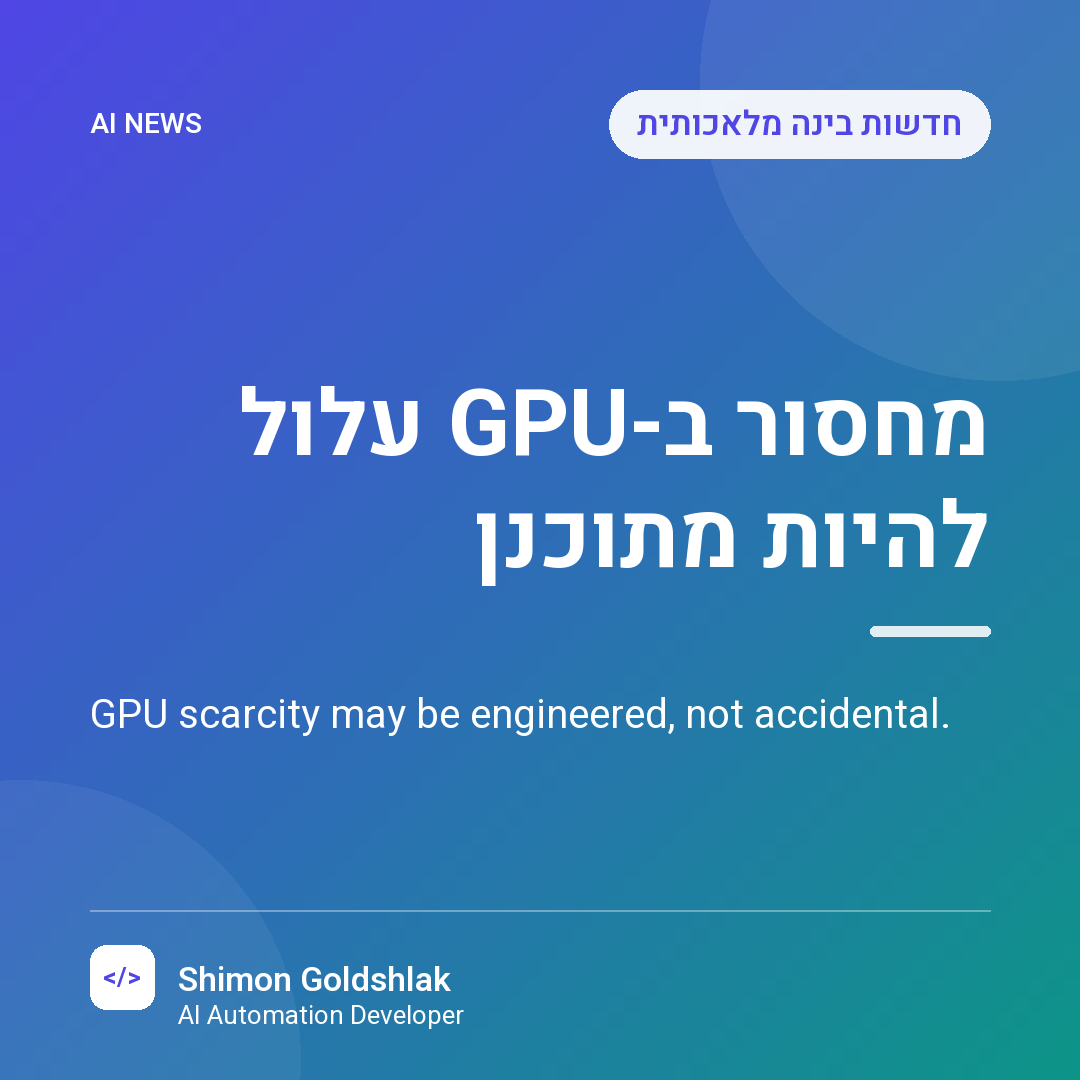 AI NEWS
חדשות בינה מלאכותית
מחסור ב-GPU עלול
להיות מתוכנן
GPU scarcity may be engineered, not accidental.
</>
Shimon Goldshlak
AI Automation Developer